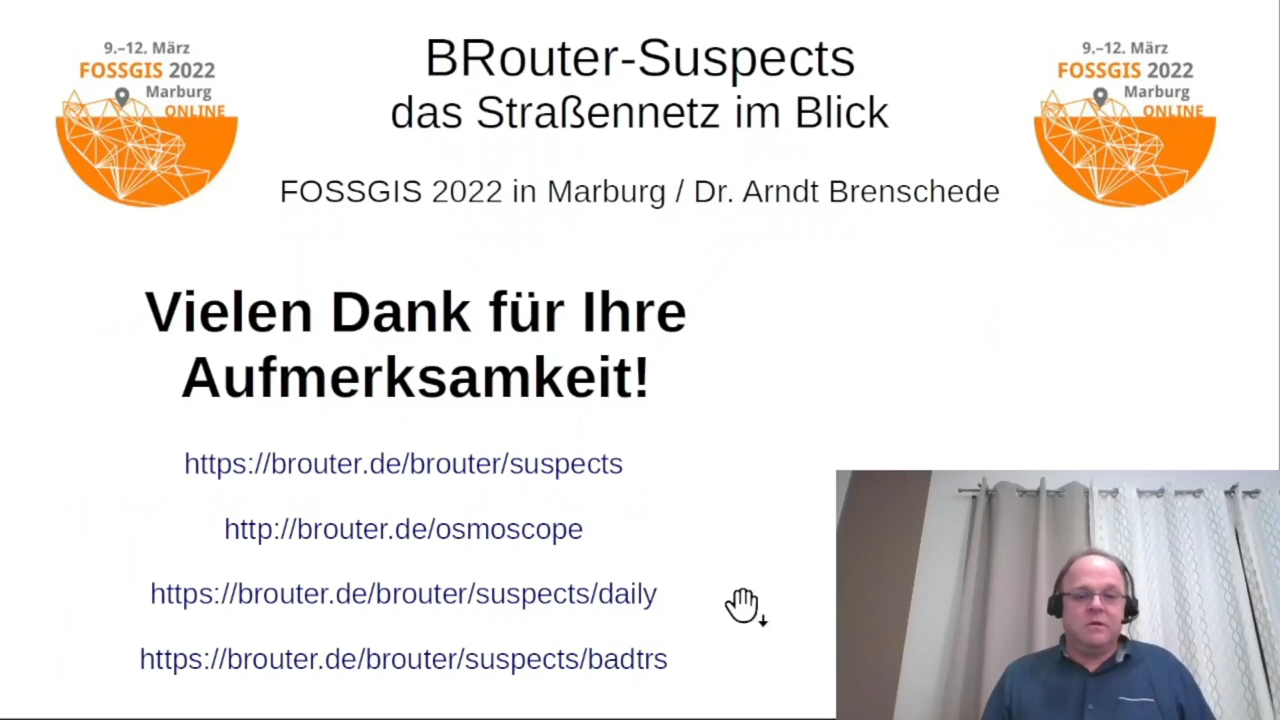 9.–12. März
FOSSGIS 2022
Marburg
ONLINE
BRouter-Suspects
das Straßennetz im Blick
FOSSGIS 2022 in Marburg / Dr. Arndt Brenschede
9.–12. März
FOSSGIS 2022
Marburg
ONLINE
Vielen Dank für Ihre
Aufmerksamkeit!
https://brouter.de/brouter/suspects
http://brouter.de/osmoscope
https://brouter.de/brouter/suspects/daily
https://brouter.de/brouter/suspects/badtrs